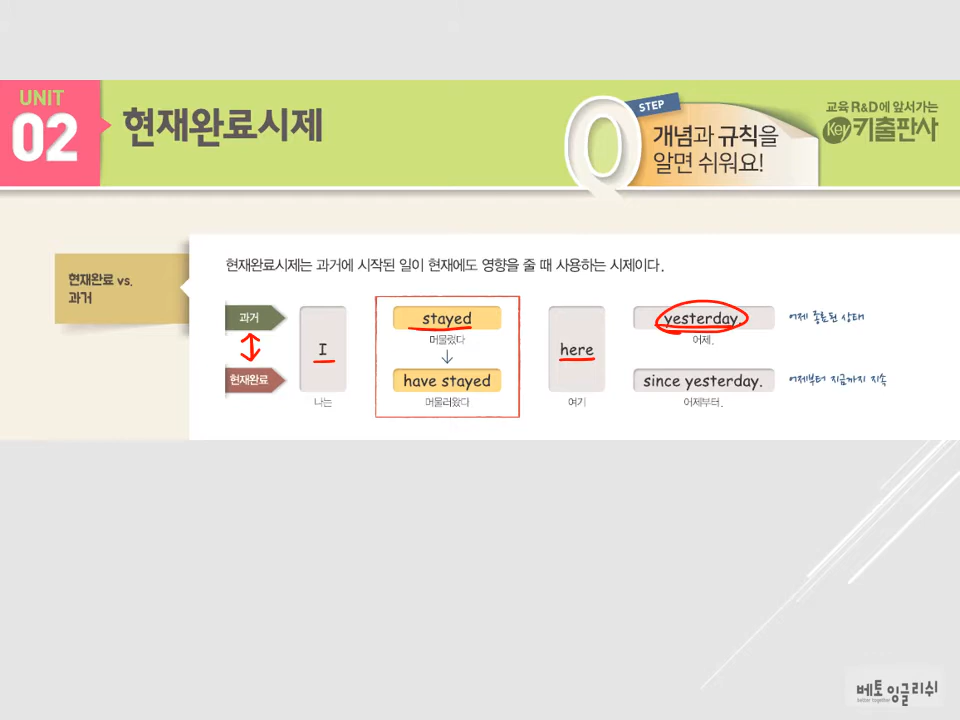 UNIT
02
현재완료시제
STEP
0
개념과 규칙을
알면 쉬워요!
교육 R&D에 앞서가는
Key 키출판사
현재완료 vs.
과거
현재완료시제는 과거에 시작된 일이 현재에도 영향을 줄 때 사용하는 시제이다.
과거
I
stayed
here
yesterday.
어제 종료된 상태
머물렀다
어제.
현재완료
have stayed
since yesterday.
어제부터 지금까지 지속
나는
머물러왔다
여기
어제부터.
베토 잉글리쉬
better together